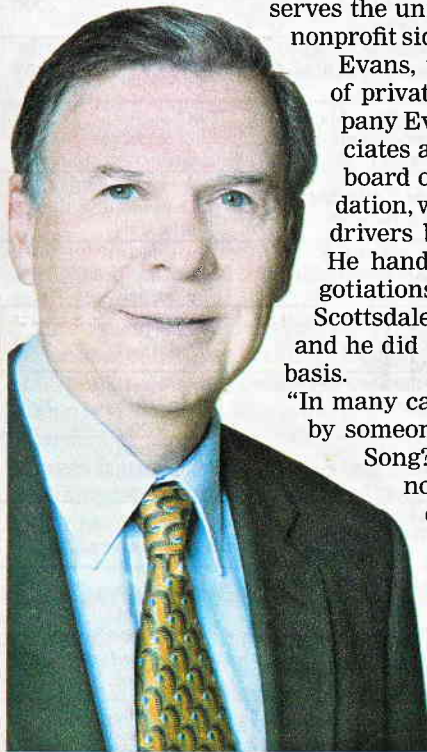 serves the un
nonprofit sid
Evans,
of privat
pany Ev
ciates a
board o
dation, w
drivers b
He hand
gotiations
Scottsdale
and he did
basis.
“In many ca
by someon
Song?
no